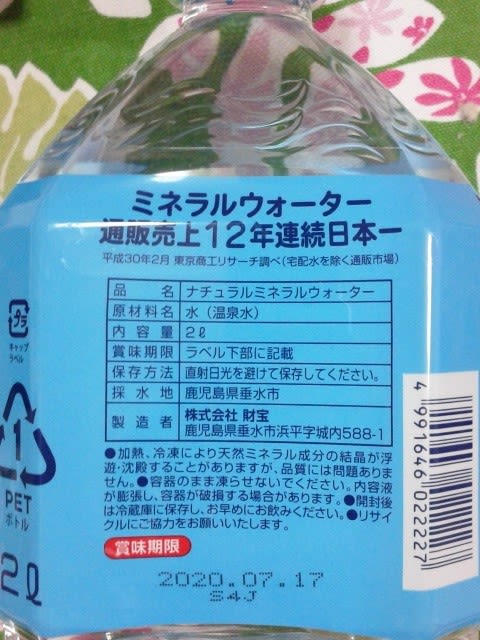 ミネラルウォーター
通販売上12年連続日本一
平成30年2月 東京商工リサーチ調べ(宅配水を除く通販市場)
品名 ナチュラルミネラルウォーター
原材料名 水(温泉水)
内容量 2ℓ
賞味期限 ラベル下部に記載
保存方法 直射日光を避けて保存してください。
採水地 鹿児島県垂水市
製造者 株式会社 財宝
鹿児島県垂水市浜平字城内588-1
●加熱、冷凍により天然ミネラル成分の結晶が浮
遊・沈殿することがありますが、品質には問題ありま
せん。●容器のまま凍らせないでください。内容液
が膨張し、容器が破損する場合があります。●開封後
は冷蔵庫に保存し、お早めにお飲みください。●リサイ
クルにご協力をお願いいたします。
賞味期限
2020.07.17
S4J
プラ
キャップ
ラベル
1
PET
ボトル
2ℓ
4 991646 022227